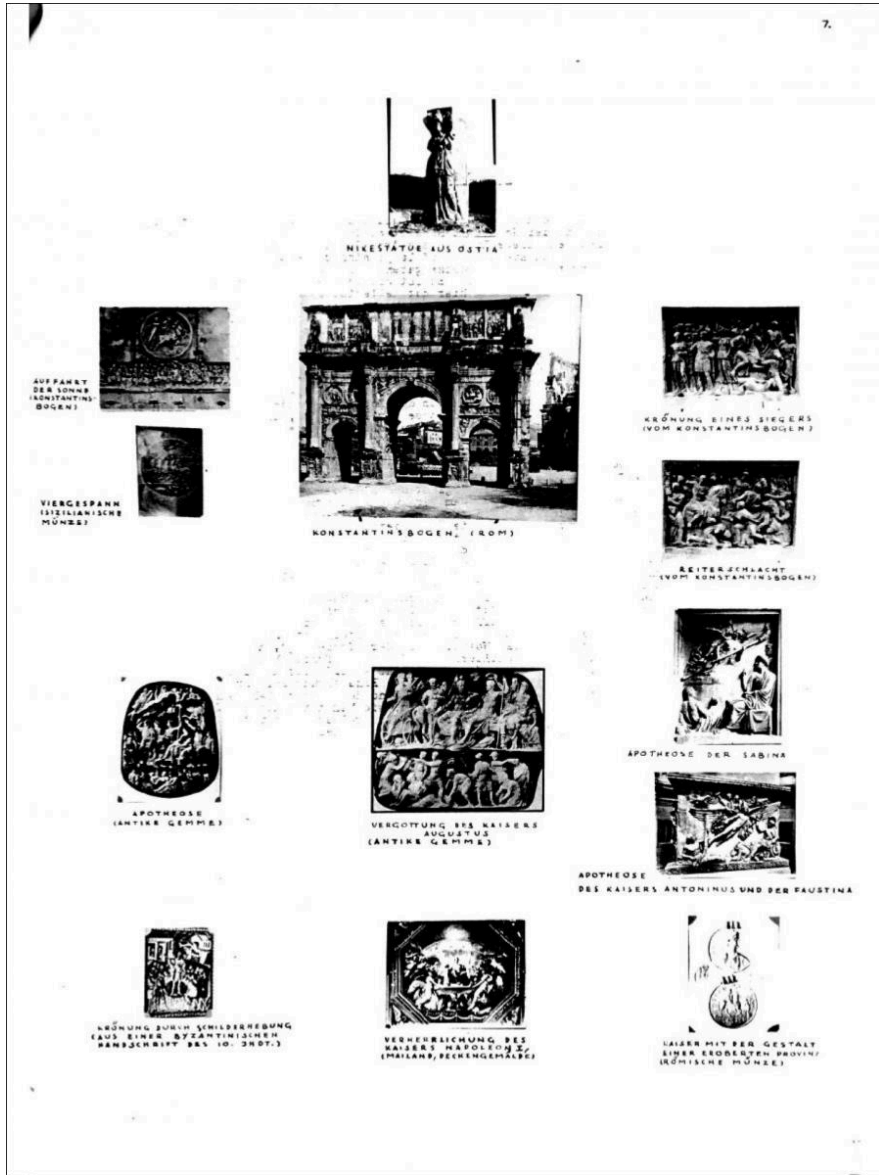 7.
NIKESTATUE AUS OSTIA
AUFFAHRT
DER SONNE
(KONSTANTINS-
BOGEN)
VIERGESPANN
(SIZILIANISCHE
MÜNZE)
KONSTANTINSBOGEN, (ROM)
KRÖNUNG EINES SIEGERS
(VOM KONSTANTINSBOGEN)
REITERSCHLACHT
(VOM KONSTANTINSBOGEN)
APOTHEOSE DER SABINA
APOTHEOSE
(ANTIKE GEMME)
VERGOTTUNG DES KAISERS
AUGUSTUS
(ANTIKE GEMME)
APOTHEOSE
DES KAISERS ANTONINUS UND DER FAUSTINA
KRÖNUNG DURCH SCHILDERHEBUNG
(AUS EINER BYZANTINISCHEN
HANDSCHRIFT DES 10. JHDT.)
VERHERRLICHUNG DES
KAISERS NAPOLEON I,
(MAILAND, DECKENGEMÄLDE)
KAISER MIT DER GESTALT
EINER EROBERTEN PROVINZ
(RÖMISCHE MÜNZE)